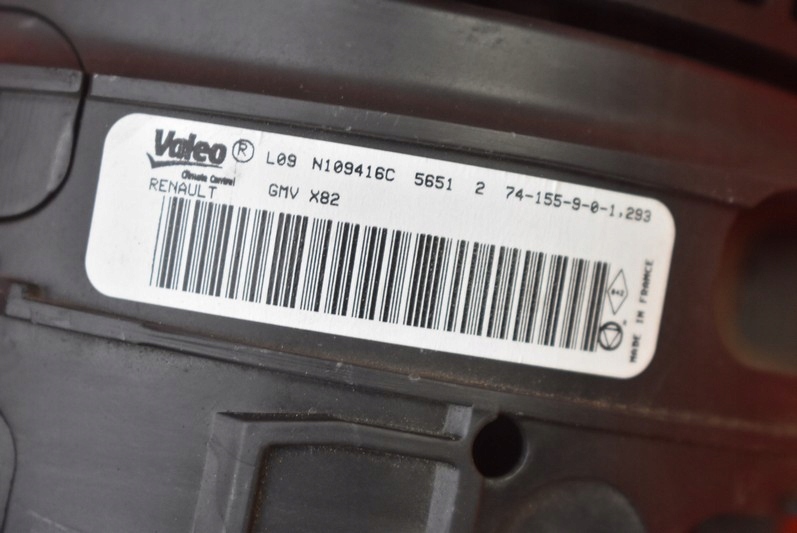 Valeo ® L09 N109416C 5651 2 74-155-9-0-1,293
Climate Control
RENAULT GMV X82
MADE IN FRANCE